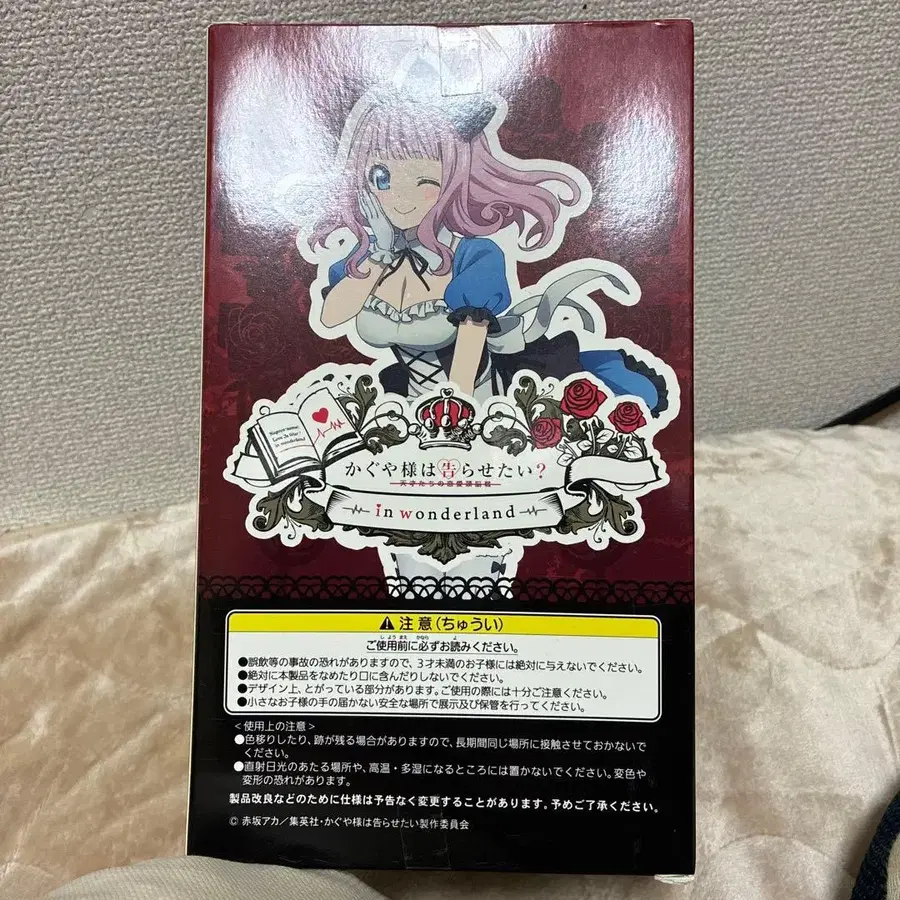 Love Is War
in wonderland
かぐや様は告らせたい?
天才たちの恋愛頭脳戦
in wonderland
注意(ちゅうい)
しようまえ かなら よ
ご使用前に必ずお読みください。
●誤飲等の事故の恐れがありますので、3才未満のお子様には絶対に与えないでください。
●絶対に本製品をなめたり口に含んだりしないでください。
●デザイン上、とがっている部分があります。ご使用の際には十分ご注意ください。
●小さなお子様の手の届かない安全な場所で展示及び保管を行ってください。
<使用上の注意>
●色移りしたり、跡が残る場合がありますので、長期間同じ場所に接触させておかないで
ください。
●直射日光のあたる場所や、高温・多湿になるところには置かないでください。変色や
変形の恐れがあります。
製品改良などのために仕様は予告なく変更することがあります。予めご了承ください。
© 赤坂アカ/集英社・かぐや様は告らせたい製作委員会